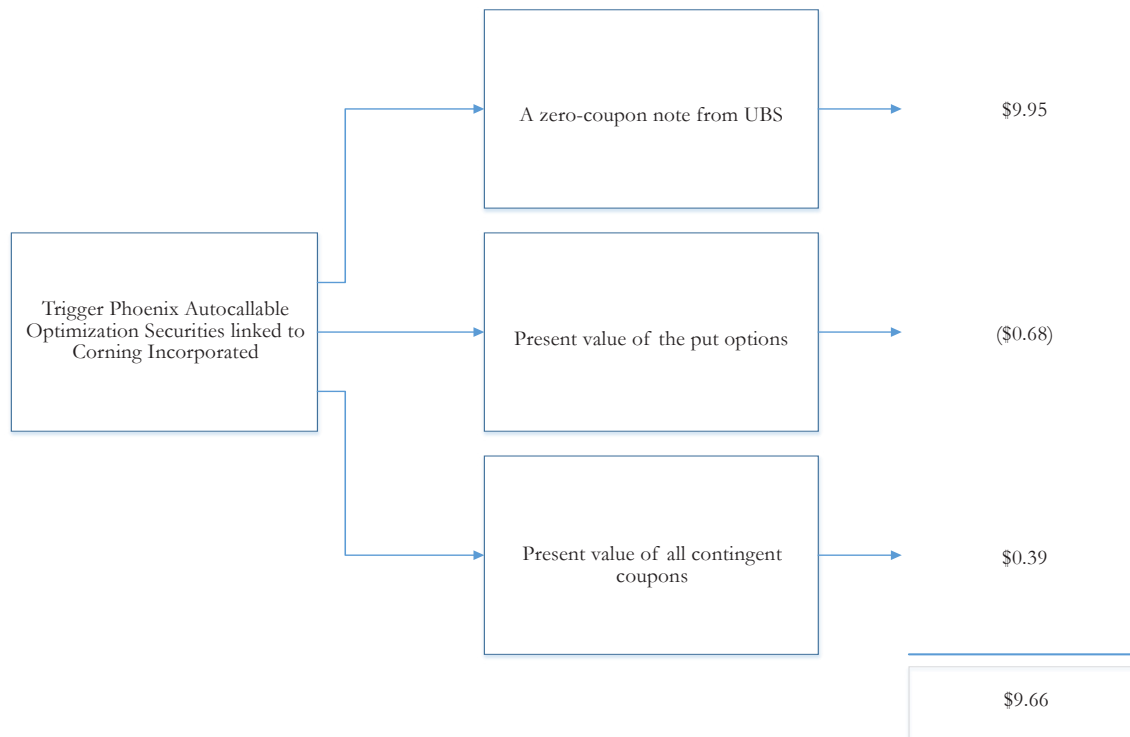 A zero-coupon note from UBS
$9.95
Trigger Phoenix Autocallable
Optimization Securities linked to
Corning Incorporated
Present value of the put options
($0.68)
Present value of all contingent
coupons
$0.39
$9.66